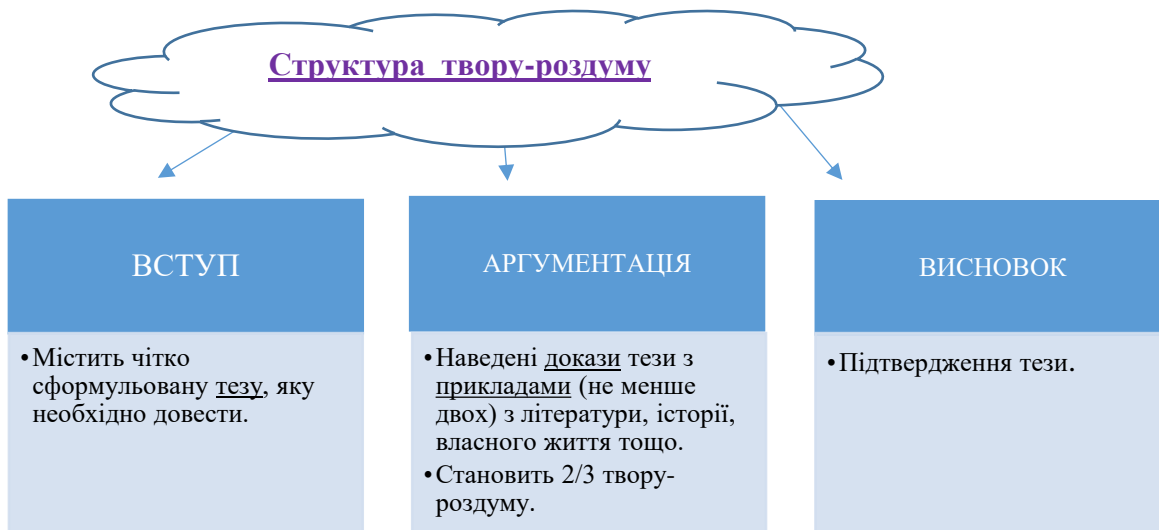 Структура твору-роздуму
ВСТУП
•Містить чітко
сформульовану тезу, яку
необхідно довести.
АРГУМЕНТАЦІЯ
•Наведені докази тези з
прикладами (не менше
двох) з літератури, історії,
власного життя тощо.
•Становить 2/3 твору-
роздуму.
ВИСНОВОК
•Підтвердження тези.